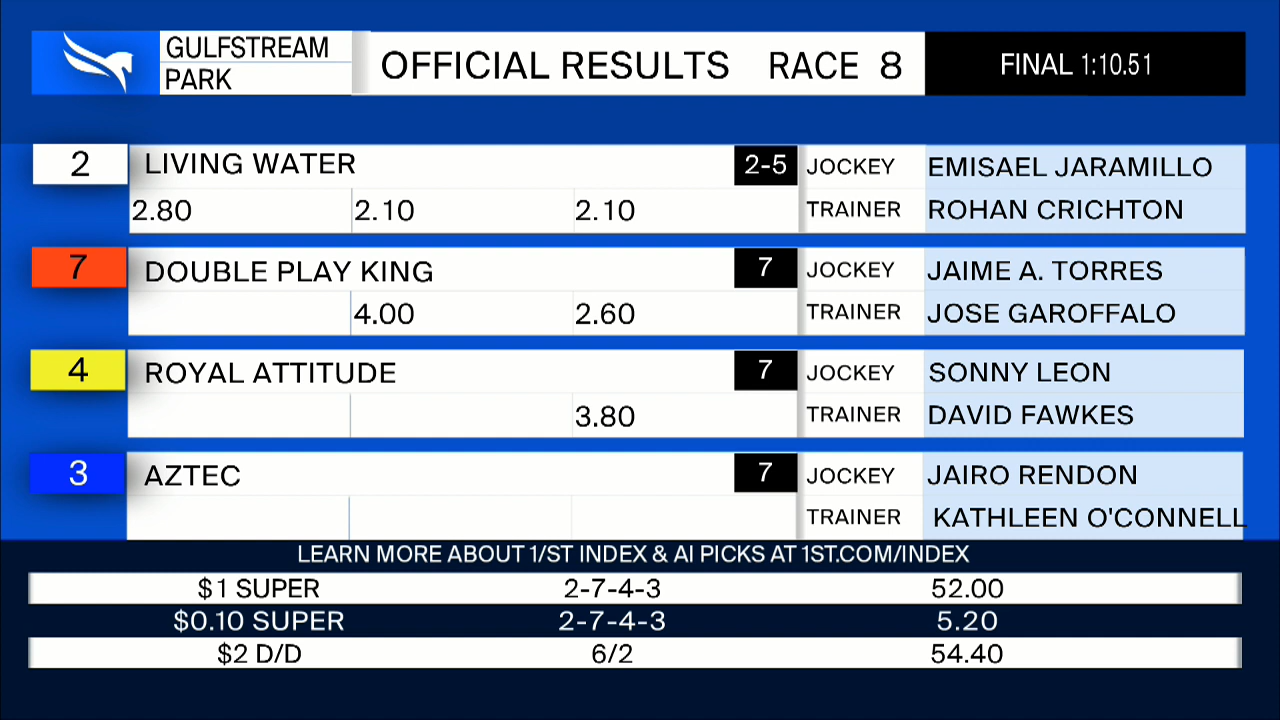 GULFSTREAM
PARK
OFFICIAL RESULTS RACE 8
FINAL 1:10.51
2 LIVING WATER 2-5 JOCKEY EMISAEL JARAMILLO
2.80 2.10 2.10 TRAINER ROHAN CRICHTON
7 DOUBLE PLAY KING 7 JOCKEY JAIME A. TORRES
4.00 2.60 TRAINER JOSE GAROFFALO
4 ROYAL ATTITUDE 7 JOCKEY SONNY LEON
3.80 TRAINER DAVID FAWKES
3 AZTEC 7 JOCKEY JAIRO RENDON
TRAINER KATHLEEN O'CONNELL
LEARN MORE ABOUT 1/ST INDEX & AI PICKS AT 1ST.COM/INDEX
$1 SUPER 2-7-4-3 52.00
$0.10 SUPER 2-7-4-3 5.20
$2 D/D 6/2 54.40